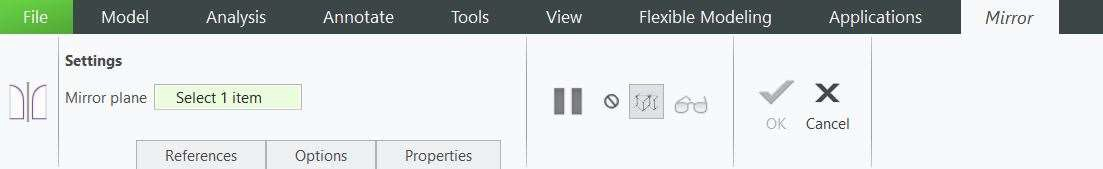 File Model Analysis Annotate Tools View Flexible Modeling Applications Mirror
Settings
Mirror plane Select 1 item
OK Cancel
References Options Properties